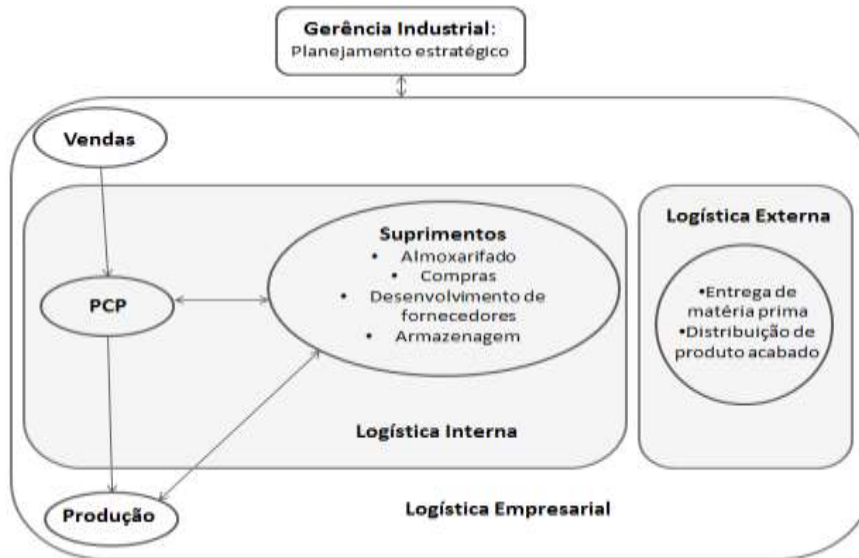 Gerência Industrial:
Planejamento estratégico
Vendas
Suprimentos
• Almoxarifado
• Compras
• Desenvolvimento de
fornecedores
• Armazenagem
PCP
Logística Interna
Logística Externa
•Entrega de
matéria prima
•Distribuição de
produto acabado
Produção
Logística Empresarial